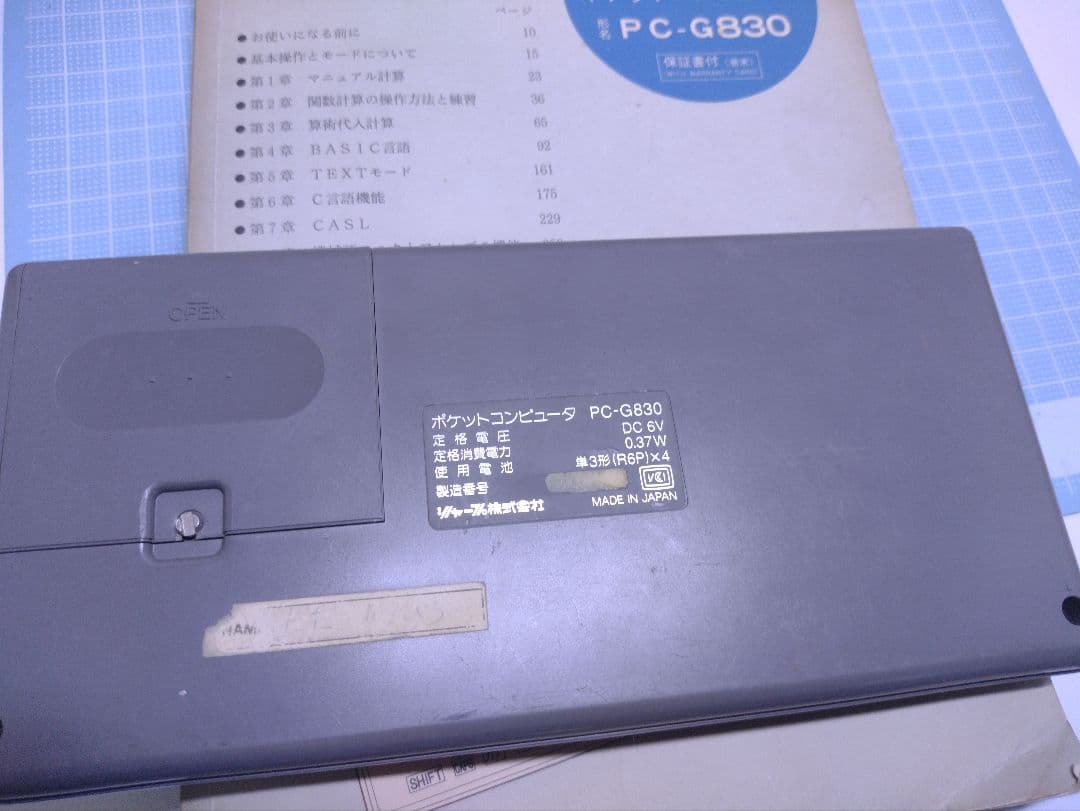 ページ
●お使いになる前に 10
●基本操作とモードについて 15
●第1章 マニュアル計算 23
●第2章 関数計算の操作方法と練習 36
●第3章 算術代入計算 65
●第4章 BASIC言語 92
●第5章 TEXTモード 161
●第6章 C言語機能 175
●第7章 CASL 229
形名 PC-G830
保証書付(巻末)
WITH WARRANTY CARD
OPEN
ポケットコンピュータ PC-G830
定格電圧 DC 6V
定格消費電力 0.37W
使用電池 単3形(R6P)×4
製造番号
VCI
シャープ株式会社 MADE IN JAPAN
NAM
SHIFT
CAPS